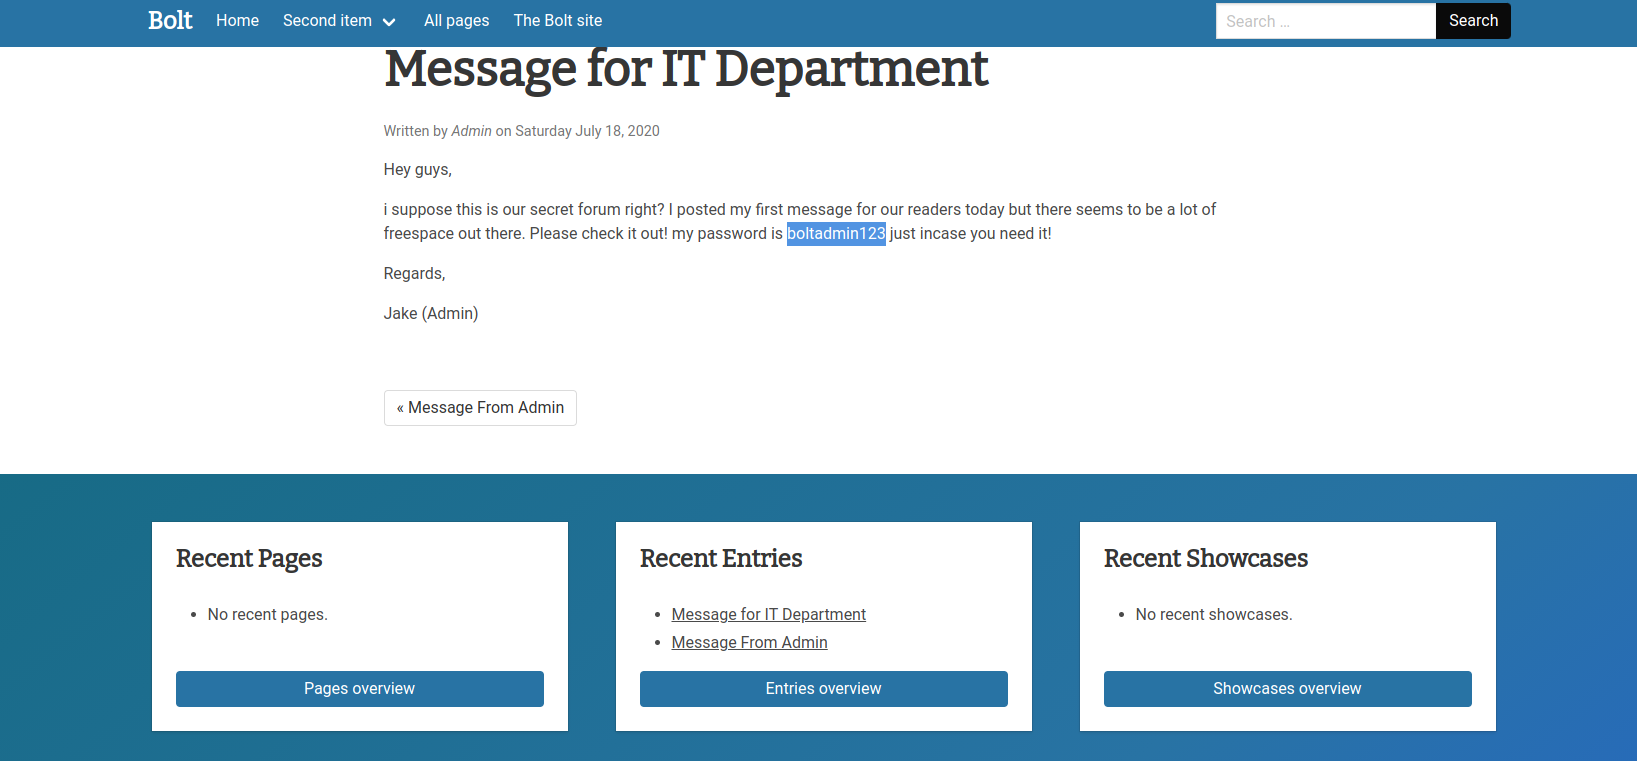 Bolt Home Second item All pages The Bolt site Search ... Search
Message for IT Department
Written by Admin on Saturday July 18, 2020
Hey guys,
i suppose this is our secret forum right? I posted my first message for our readers today but there seems to be a lot of
freespace out there. Please check it out! my password is boltadmin123 just incase you need it!
Regards,
Jake (Admin)
« Message From Admin
Recent Pages
No recent pages.
Pages overview
Recent Entries
Message for IT Department
Message From Admin
Entries overview
Recent Showcases
No recent showcases.
Showcases overview